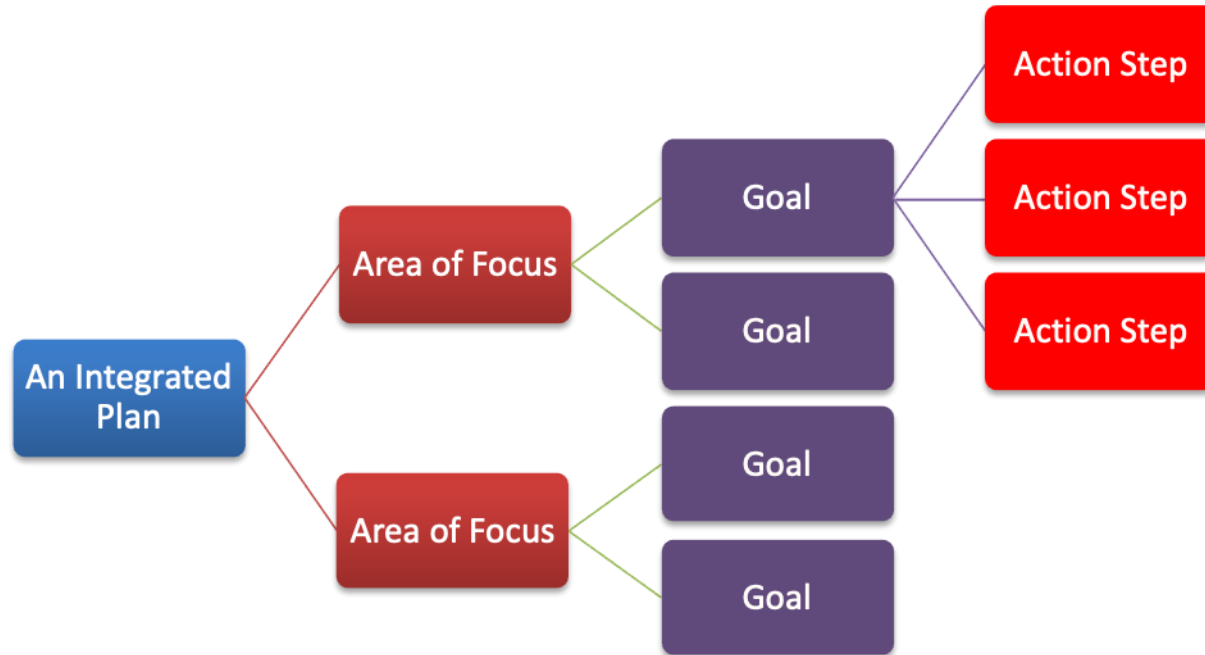 An Integrated
Plan
Area of Focus
Area of Focus
Goal
Goal
Goal
Goal
Action Step
Action Step
Action Step